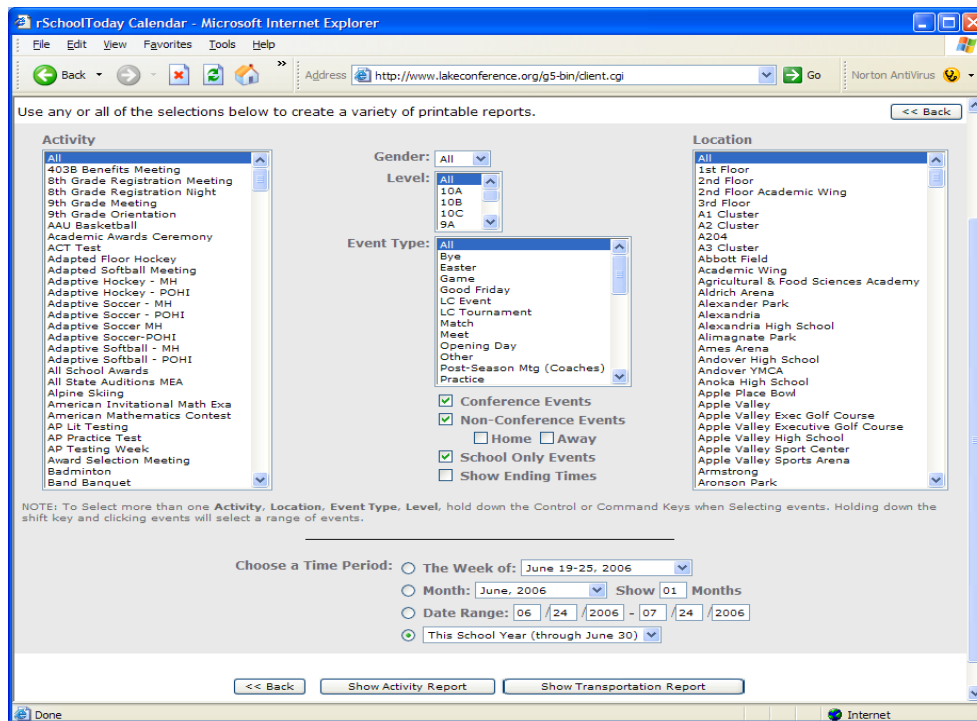 rSchoolToday Calendar - Microsoft Internet Explorer
File Edit View Favorites Tools Help
Back » Address http://www.lakeconference.org/g5-bin/client.cgi Go Norton AntiVirus
Use any or all of the selections below to create a variety of printable reports. << Back
Activity
All
403B Benefits Meeting
8th Grade Registration Meeting
8th Grade Registration Night
9th Grade Meeting
9th Grade Orientation
AAU Basketball
Academic Awards Ceremony
ACT Test
Adapted Floor Hockey
Adapted Softball Meeting
Adaptive Hockey - MH
Adaptive Hockey - POHI
Adaptive Soccer - MH
Adaptive Soccer - POHI
Adaptive Soccer MH
Adaptive Soccer-POHI
Adaptive Softball - MH
Adaptive Softball - POHI
All School Awards
All State Auditions MEA
Alpine Skiing
American Invitational Math Exa
American Mathematics Contest
AP Lit Testing
AP Practice Test
AP Testing Week
Award Selection Meeting
Badminton
Band Banquet
Gender: All
Level: All
10A
10B
10C
9A
Event Type: All
Bye
Easter
Game
Good Friday
LC Event
LC Tournament
Match
Meet
Opening Day
Other
Post-Season Mtg (Coaches)
Practice
Conference Events
Non-Conference Events
Home Away
School Only Events
Show Ending Times
Location
All
1st Floor
2nd Floor
2nd Floor Academic Wing
3rd Floor
A1 Cluster
A2 Cluster
A204
A3 Cluster
Abbott Field
Academic Wing
Agricultural & Food Sciences Academy
Aldrich Arena
Alexander Park
Alexandria
Alexandria High School
Alimagnate Park
Ames Arena
Andover High School
Andover YMCA
Anoka High School
Apple Place Bowl
Apple Valley
Apple Valley Exec Golf Course
Apple Valley Executive Golf Course
Apple Valley High School
Apple Valley Sport Center
Apple Valley Sports Arena
Armstrong
Aronson Park
NOTE: To Select more than one Activity, Location, Event Type, Level, hold down the Control or Command Keys when Selecting events. Holding down the
shift key and clicking events will select a range of events.
Choose a Time Period: The Week of: June 19-25, 2006
Month: June, 2006 Show 01 Months
Date Range: 06 /24 /2006 - 07 /24 /2006
This School Year (through June 30)
<< Back Show Activity Report Show Transportation Report
Done Internet